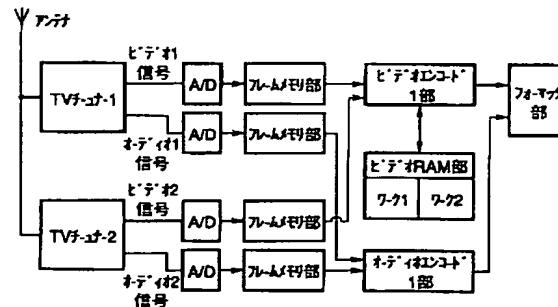 アンテナ
ビデオ1
信号
A/D
フレームメモリ部
ビデオエンコード
1部
フォーマット
部
TVチューナ-1
オーディオ1
信号
A/D
フレームメモリ部
ビデオRAM部
ワーク1
ワーク2
ビデオ2
信号
A/D
フレームメモリ部
TVチューナ-2
オーディオ2
信号
A/D
フレームメモリ部
オーディオエンコード
1部